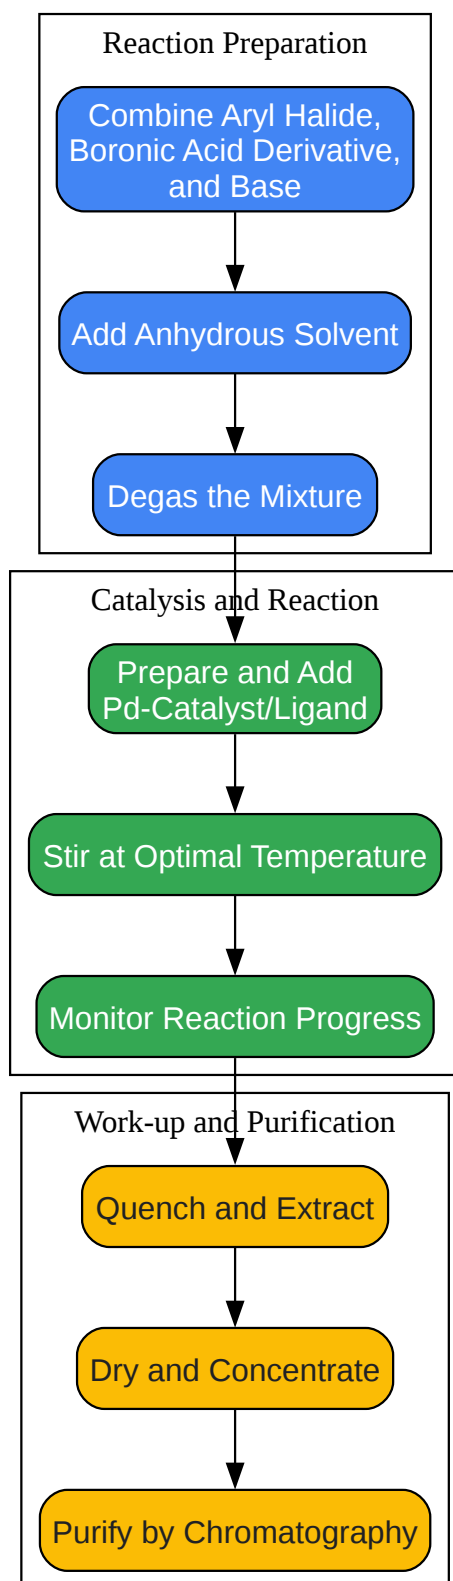 Reaction Preparation
Combine Aryl Halide,
Boronic Acid Derivative,
and Base
Add Anhydrous Solvent
Degas the Mixture
Catalysis and Reaction
Prepare and Add
Pd-Catalyst/Ligand
Stir at Optimal Temperature
Monitor Reaction Progress
Work-up and Purification
Quench and Extract
Dry and Concentrate
Purify by Chromatography